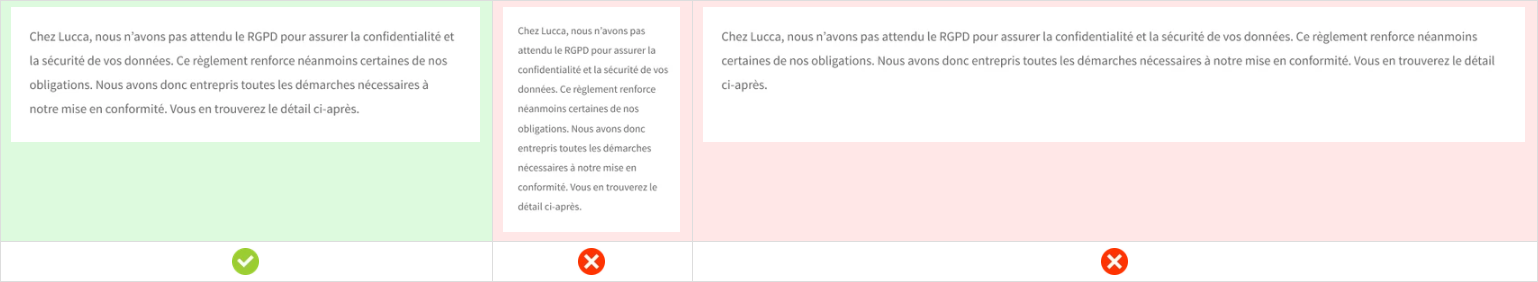 Chez Lucca, nous n’avons pas attendu le RGPD pour assurer la confidentialité et
la sécurité de vos données. Ce règlement renforce néanmoins certaines de nos
obligations. Nous avons donc entrepris toutes les démarches nécessaires à
notre mise en conformité. Vous en trouverez le détail ci-après.
Chez Lucca, nous n’avons pas
attendu le RGPD pour assurer la
confidentialité et la sécurité de vos
données. Ce règlement renforce
néanmoins certaines de nos
obligations. Nous avons donc
entrepris toutes les démarches
nécessaires à notre mise en
conformité. Vous en trouverez le
détail ci-après.
Chez Lucca, nous n’avons pas attendu le RGPD pour assurer la confidentialité et la sécurité de vos données. Ce règlement renforce néanmoins
certaines de nos obligations. Nous avons donc entrepris toutes les démarches nécessaires à notre mise en conformité. Vous en trouverez le détail
ci-après.